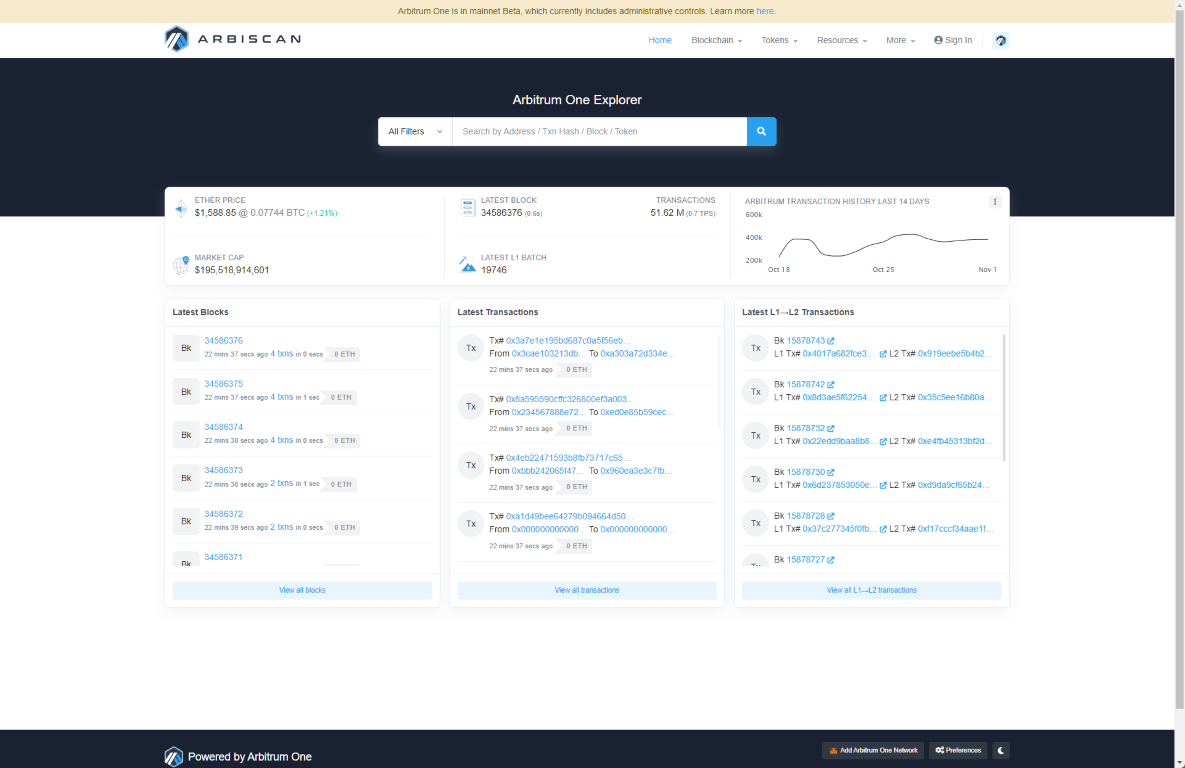 Arbitrum One is in mainnet Beta, which currently includes administrative controls. Learn more here.
ARBISCAN
Home Blockchain Tokens Resources More Sign In
Arbitrum One Explorer
All Filters Search by Address / Txn Hash / Block / Token
ETHER PRICE
$1,588.85 @ 0.07744 BTC (+1.21%)
MARKET CAP
$195,518,914,601
LATEST BLOCK
34586376 (0.6s)
TRANSACTIONS
51.62 M (0.7 TPS)
LATEST L1 BATCH
19746
ARBITRUM TRANSACTION HISTORY LAST 14 DAYS
600k
400k
200k
Oct 18 Oct 25 Nov 1
Latest Blocks
Bk
34586376
22 mins 37 secs ago 4 txns in 0 secs 0 ETH
Bk
34586375
22 mins 37 secs ago 4 txns in 1 sec 0 ETH
Bk
34586374
22 mins 38 secs ago 4 txns in 0 secs 0 ETH
Bk
34586373
22 mins 38 secs ago 2 txns in 1 sec 0 ETH
Bk
34586372
22 mins 39 secs ago 2 txns in 0 secs 0 ETH
Bk
34586371
View all blocks
Latest Transactions
Tx
Tx# 0x3a7e1e195bd687c0a5f56eb...
From 0x3cae103213db... To 0xa303a72d334e...
22 mins 37 secs ago 0 ETH
Tx
Tx# 0x8a595590cffc326800ef3a003...
From 0x234567888e72... To 0xed0e85b59cec...
22 mins 37 secs ago 0 ETH
Tx
Tx# 0x4eb22471593b8fb73717c65...
From 0xbbb242065f47... To 0x960ea3e3c7fb...
22 mins 37 secs ago 0 ETH
Tx
Tx# 0xa1d49bee64279b094664d50...
From 0x000000000000... To 0x000000000000...
22 mins 37 secs ago 0 ETH
View all transactions
Latest L1→L2 Transactions
Tx
Bk 15878743
L1 Tx# 0x4017a682fce3... L2 Tx# 0x919eebe5b4b2...
Tx
Bk 15878742
L1 Tx# 0x8d3ae5f62254... L2 Tx# 0x35c5ee16b80a...
Tx
Bk 15878732
L1 Tx# 0x22edd9baa8b8... L2 Tx# 0xe4fb45313bf2d...
Tx
Bk 15878730
L1 Tx# 0x6d237853050e... L2 Tx# 0xd9da9cf65b24...
Tx
Bk 15878728
L1 Tx# 0x37c277345f0fb... L2 Tx# 0xf17cccf34aae1f...
Tx
Bk 15878727
View all L1→L2 transactions
Powered by Arbitrum One
Add Arbitrum One Network Preferences